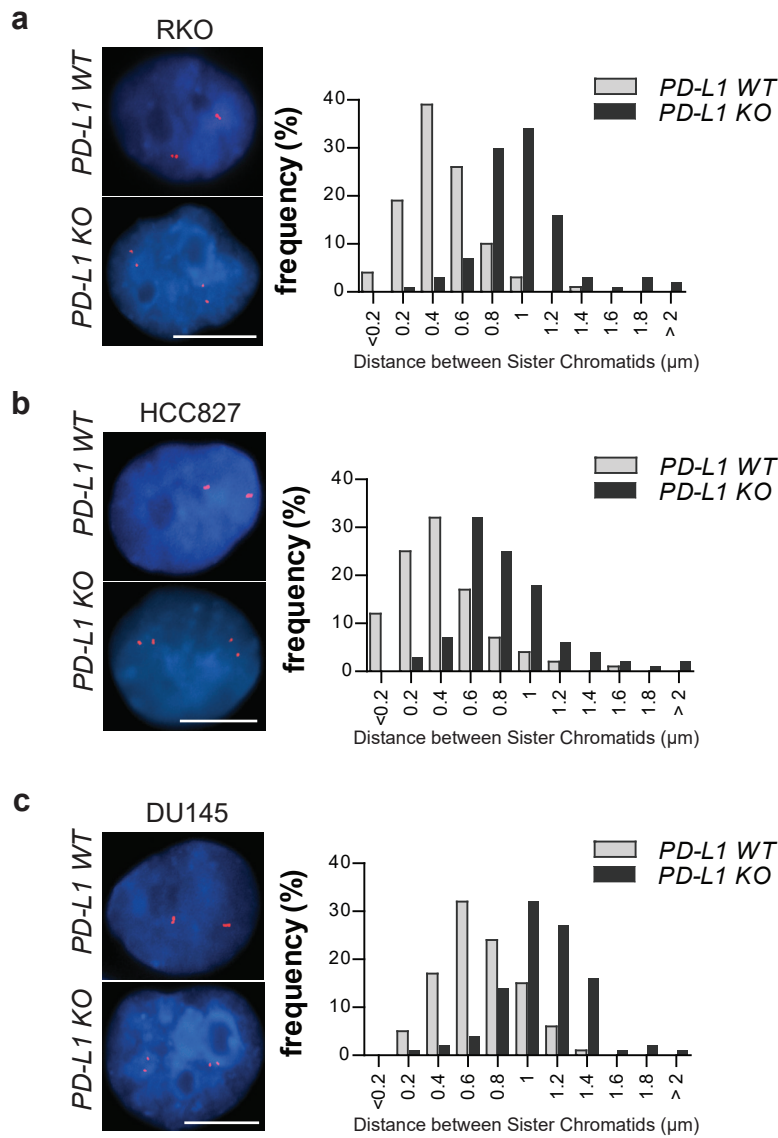 a
RKO
PD-L1 WT
PD-L1 KO
frequency (%)
40
30
20
10
0
<0.2
0.2
0.4
0.6
0.8
1
1.2
1.4
1.6
1.8
> 2
Distance between Sister Chromatids (µm)
PD-L1 WT
PD-L1 KO
b
HCC827
PD-L1 WT
PD-L1 KO
frequency (%)
40
30
20
10
0
<0.2
0.2
0.4
0.6
0.8
1
1.2
1.4
1.6
1.8
> 2
Distance between Sister Chromatids (µm)
PD-L1 WT
PD-L1 KO
c
DU145
PD-L1 WT
PD-L1 KO
frequency (%)
40
30
20
10
0
<0.2
0.2
0.4
0.6
0.8
1
1.2
1.4
1.6
1.8
> 2
Distance between Sister Chromatids (µm)
PD-L1 WT
PD-L1 KO